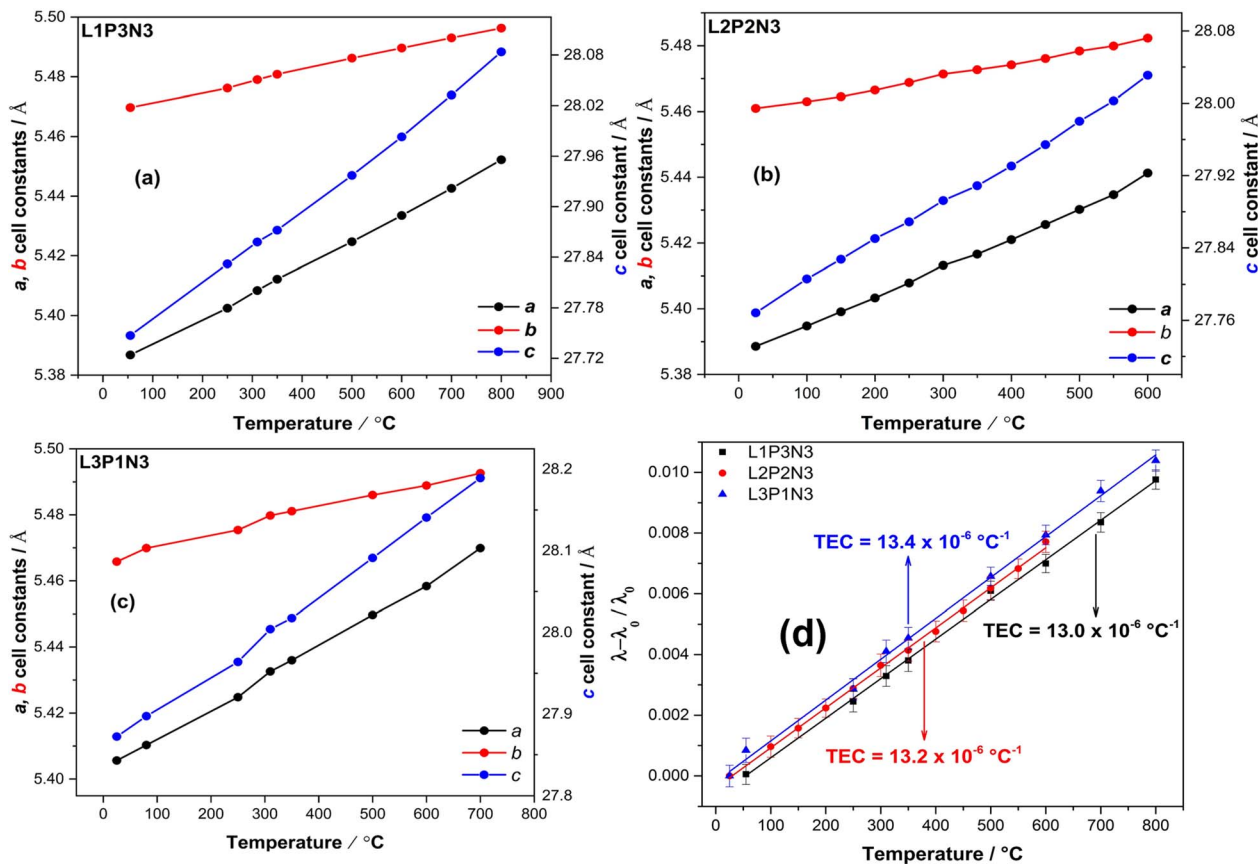 L1P3N3
5.50
5.48
5.46
5.44
5.42
5.40
5.38
a, b cell constants / Å
28.08
28.02
27.96
27.90
27.84
27.78
27.72
c cell constant / Å
(a)
a
b
c
0 100 200 300 400 500 600 700 800 900
Temperature / °C
L2P2N3
5.48
5.46
5.44
5.42
5.40
5.38
a, b cell constants / Å
28.08
28.00
27.92
27.84
27.76
c cell constant / Å
(b)
a
b
c
0 100 200 300 400 500 600
Temperature / °C
L3P1N3
5.50
5.48
5.46
5.44
5.42
5.40
a, b cell constants / Å
28.2
28.1
28.0
27.9
27.8
c cell constant / Å
(c)
a
b
c
0 100 200 300 400 500 600 700 800
Temperature / °C
L1P3N3
L2P2N3
L3P1N3
0.010
0.008
0.006
0.004
0.002
0.000
λ−λ0 / λ0
TEC = 13.4 x 10-6 °C-1
(d)
TEC = 13.0 x 10-6 °C-1
TEC = 13.2 x 10-6 °C-1
0 100 200 300 400 500 600 700 800
Temperature / °C